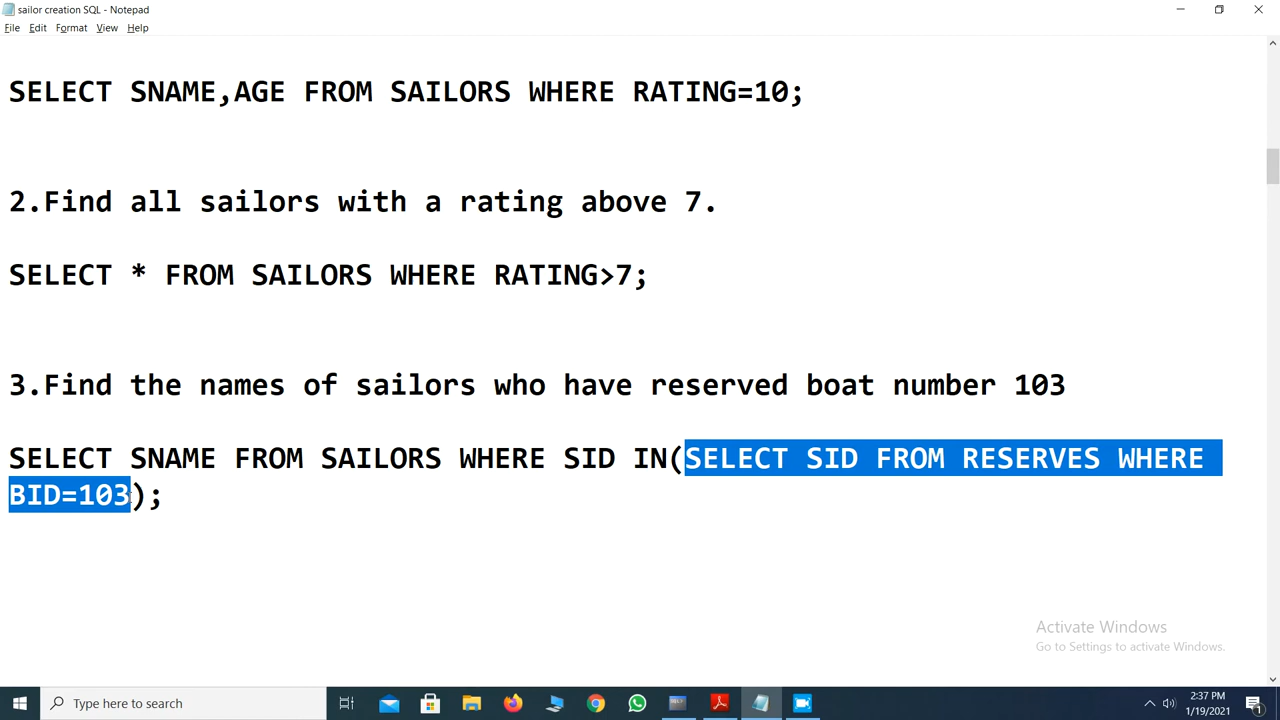 sailor creation SQL - Notepad
File Edit Format View Help
SELECT SNAME,AGE FROM SAILORS WHERE RATING=10;
2.Find all sailors with a rating above 7.
SELECT * FROM SAILORS WHERE RATING>7;
3.Find the names of sailors who have reserved boat number 103
SELECT SNAME FROM SAILORS WHERE SID IN(SELECT SID FROM RESERVES WHERE
BID=103);
Activate Windows
Go to Settings to activate Windows.
Type here to search
2:37 PM
1/19/2021
1